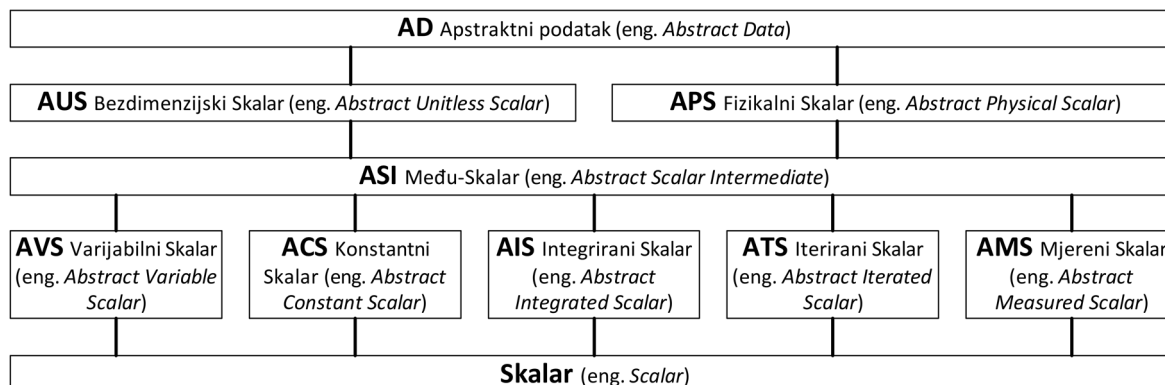 AD Apstraktni podatak (eng. Abstract Data)
AUS Bezdimenzijski Skalar (eng. Abstract Unitless Scalar)
APS Fizikalni Skalar (eng. Abstract Physical Scalar)
ASI Među-Skalar (eng. Abstract Scalar Intermediate)
AVS Varijabilni Skalar
(eng. Abstract Variable
Scalar)
ACS Konstantni
Skalar (eng. Abstract
Constant Scalar)
AIS Integrirani Skalar
(eng. Abstract
Integrated Scalar)
ATS Iterirani Skalar
(eng. Abstract Iterated
Scalar)
AMS Mjereni Skalar
(eng. Abstract
Measured Scalar)
Skalar (eng. Scalar)